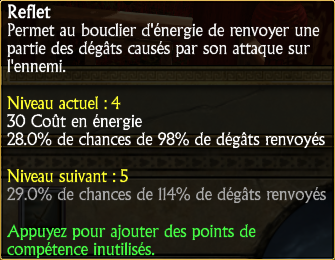 Reflet
Permet au bouclier d'énergie de renvoyer une
partie des dégâts causés par son attaque sur
l'ennemi.
Niveau actuel : 4
30 Coût en énergie
28.0% de chances de 98% de dégâts renvoyés
Niveau suivant : 5
29.0% de chances de 114% de dégâts renvoyés
Appuyez pour ajouter des points de
compétence inutilisés.